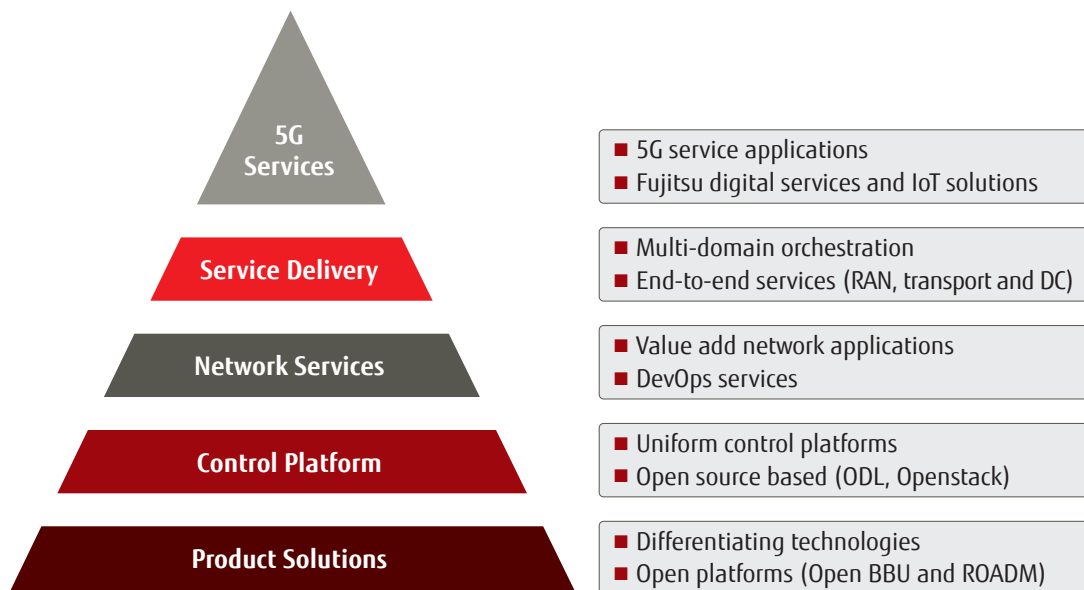 5G
Services
5G service applications
Fujitsu digital services and IoT solutions
Service Delivery
Multi-domain orchestration
End-to-end services (RAN, transport and DC)
Network Services
Value add network applications
DevOps services
Control Platform
Uniform control platforms
Open source based (ODL, Openstack)
Product Solutions
Differentiating technologies
Open platforms (Open BBU and ROADM)